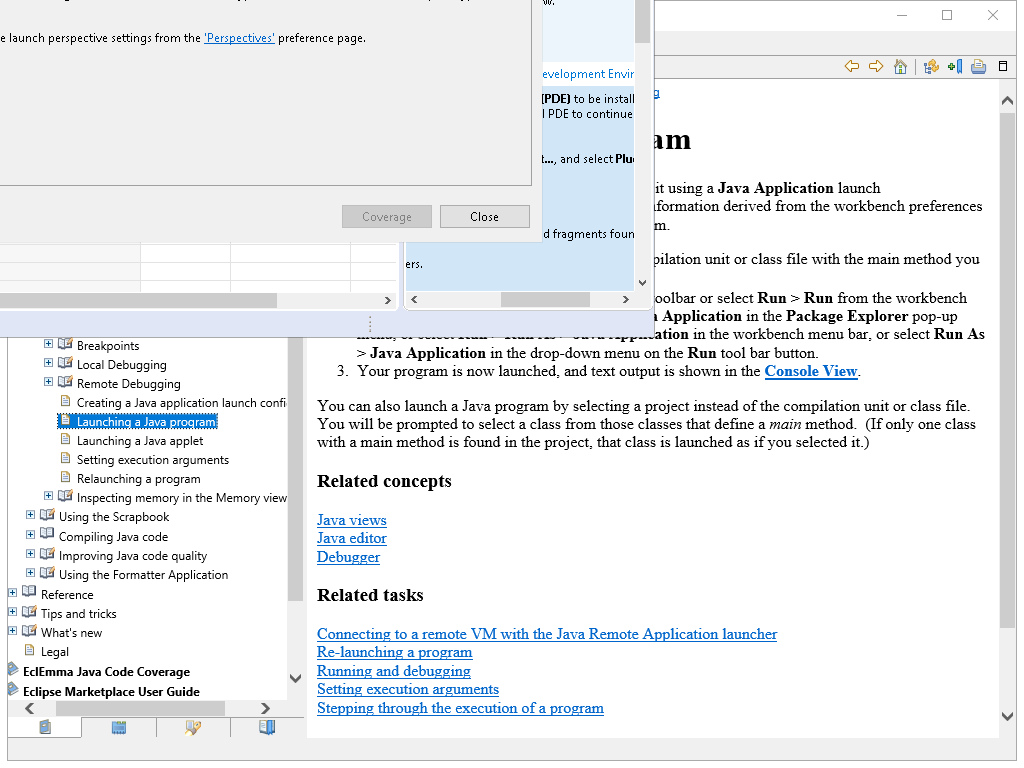 e launch perspective settings from the 'Perspectives' preference page.
Coverage
Close
w.
evelopment Envir
(PDE) to be install
l PDE to continue
t..., and select Plu
d fragments foun
ers.
am
it using a Java Application launch
nformation derived from the workbench preferences
m.
pilation unit or class file with the main method you
toolbar or select Run > Run from the workbench
a Application in the Package Explorer pop-up
in the workbench menu bar, or select Run As
> Java Application in the drop-down menu on the Run tool bar button.
3. Your program is now launched, and text output is shown in the Console View.
You can also launch a Java program by selecting a project instead of the compilation unit or class file.
You will be prompted to select a class from those classes that define a main method. (If only one class
with a main method is found in the project, that class is launched as if you selected it.)
Related concepts
Java views
Java editor
Debugger
Related tasks
Connecting to a remote VM with the Java Remote Application launcher
Re-launching a program
Running and debugging
Setting execution arguments
Stepping through the execution of a program
Breakpoints
Local Debugging
Remote Debugging
Creating a Java application launch confi
Launching a Java program
Launching a Java applet
Setting execution arguments
Relaunching a program
Inspecting memory in the Memory view
Using the Scrapbook
Compiling Java code
Improving Java code quality
Using the Formatter Application
Reference
Tips and tricks
What's new
Legal
EclEmma Java Code Coverage
Eclipse Marketplace User Guide